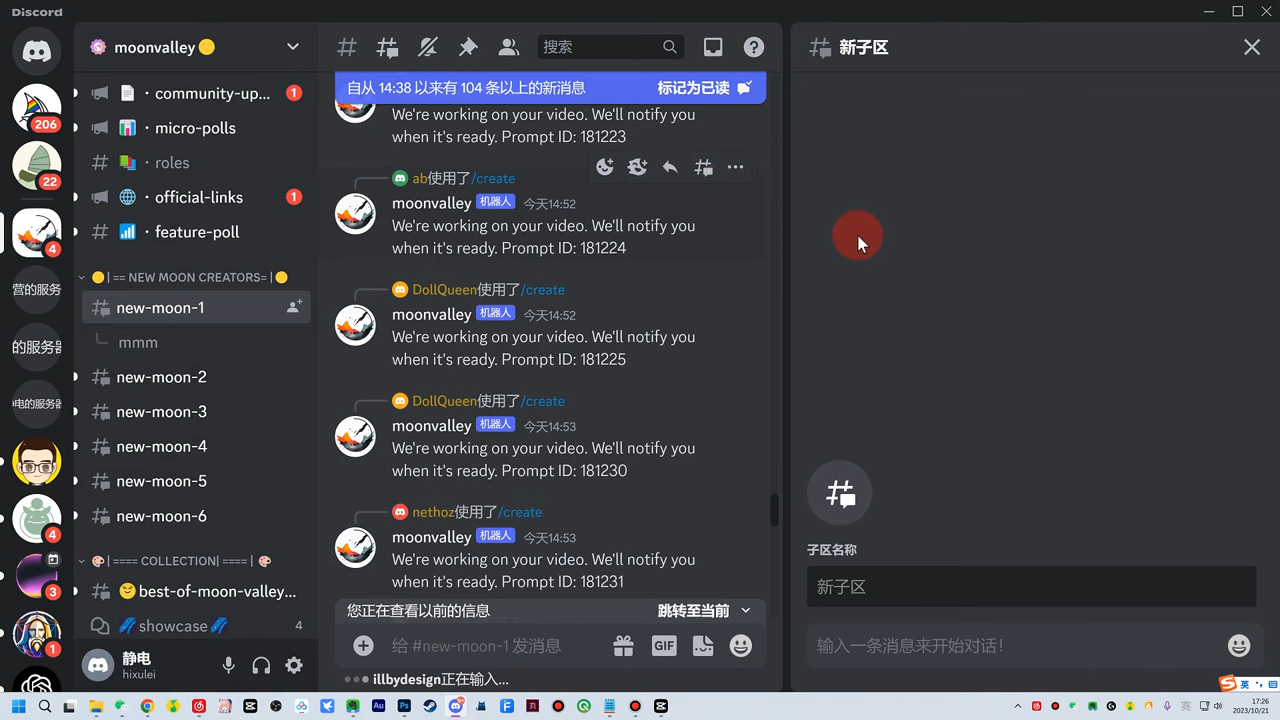 Discord
moonvalley
搜索
新子区
206
22
4
营的服务
的服务器
电的服务器
4
3
1
community-up...
1
micro-polls
roles
official-links
1
feature-poll
| == NEW MOON CREATORS= |
new-moon-1
mmm
new-moon-2
new-moon-3
new-moon-4
new-moon-5
new-moon-6
| ==== COLLECTION| ==== |
best-of-moon-valley...
showcase
4
静电
hixulei
自从 14:38 以来有 104 条以上的新消息
标记为已读
We're working on your video. We'll notify you
when it's ready. Prompt ID: 181223
ab使用了/create
moonvalley 机器人 今天14:52
We're working on your video. We'll notify you
when it's ready. Prompt ID: 181224
DollQueen使用了/create
moonvalley 机器人 今天14:52
We're working on your video. We'll notify you
when it's ready. Prompt ID: 181225
DollQueen使用了/create
moonvalley 机器人 今天14:53
We're working on your video. We'll notify you
when it's ready. Prompt ID: 181230
nethoz使用了/create
moonvalley 机器人 今天14:53
We're working on your video. We'll notify you
when it's ready. Prompt ID: 181231
您正在查看以前的信息
跳转至当前
给 #new-moon-1 发消息
GIF
illbydesign正在输入...
子区名称
新子区
输入一条消息来开始对话！
英
Au
Ps
英
17:26
2023/10/21